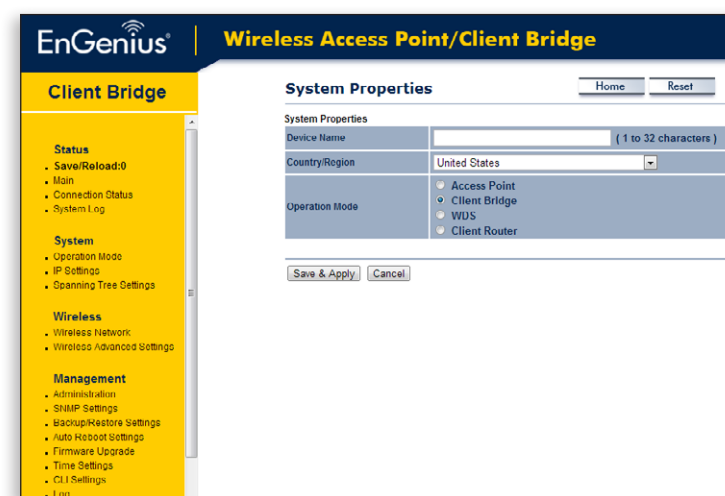 EnGenius®
Wireless Access Point/Client Bridge
Client Bridge
Status
Save/Reload:0
Main
Connection Status
System Log
System
Operation Mode
IP Settings
Spanning Tree Settings
Wireless
Wireless Network
Wireless Advanced Settings
Management
Administration
SNMP Settings
Backup/Restore Settings
Auto Reboot Settings
Firmware Upgrade
Time Settings
CLI Settings
Log
System Properties
Home
Reset
System Properties
Device Name
( 1 to 32 characters )
Country/Region
United States
Operation Mode
Access Point
Client Bridge
WDS
Client Router
Save & Apply
Cancel